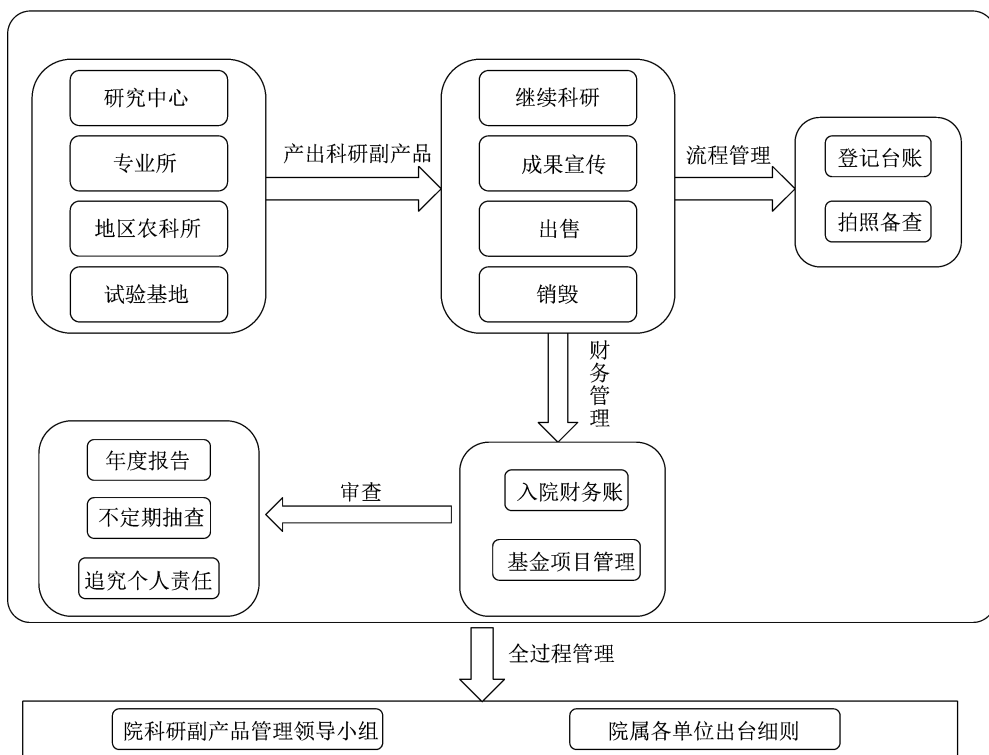 研究中心
专业所
地区农科所
试验基地
产出科研副产品
继续科研
成果宣传
出售
销毁
流程管理
登记台账
拍照备查
财务管理
入院财务账
基金项目管理
审查
年度报告
不定期抽查
追究个人责任
全过程管理
院科研副产品管理领导小组
院属各单位出台细则